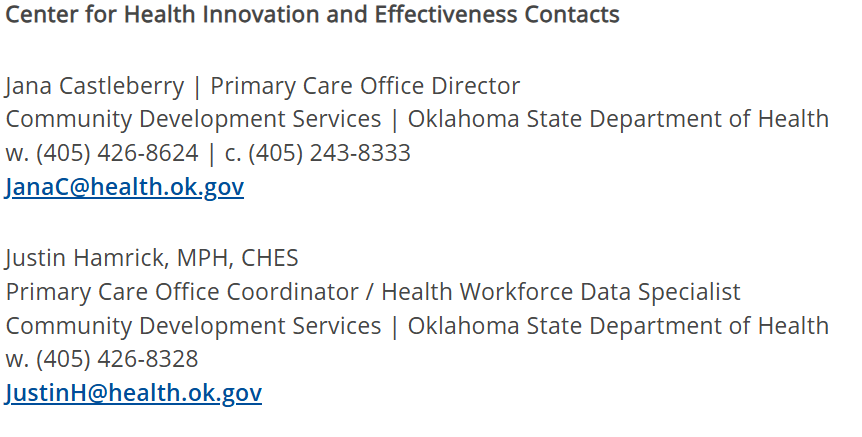 Center for Health Innovation and Effectiveness Contacts
Jana Castleberry | Primary Care Office Director
Community Development Services | Oklahoma State Department of Health
w. (405) 426-8624 | c. (405) 243-8333
JanaC@health.ok.gov
Justin Hamrick, MPH, CHES
Primary Care Office Coordinator / Health Workforce Data Specialist
Community Development Services | Oklahoma State Department of Health
w. (405) 426-8328
JustinH@health.ok.gov